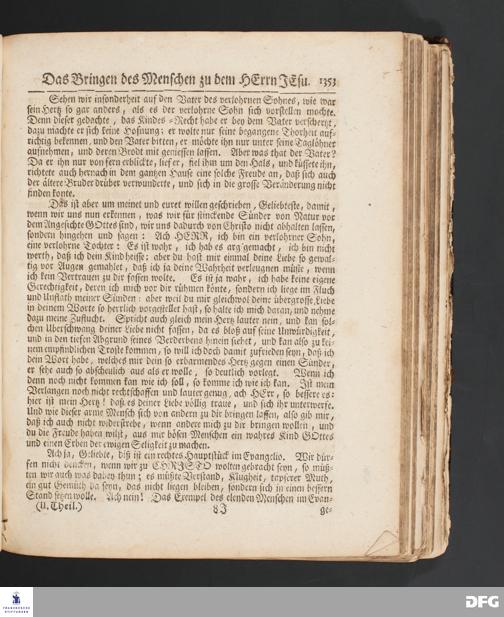 Das Bringen des Menschen zu dem HErrn JEsu. 1353
Sehen wir insonderheit auf den Vater des verlohrnen Sohnes, wie war
sein Hertz so gar anders, als es der verlohrne Sohn sich vorstellen mochte.
Denn dieser gedachte, das Kindes-Recht habe er bey dem Vater verschertzt,
dazu machte er sich keine Hofnung; er wolte nur seine begangene Thorheit auf-
richtig bekennen, und den Vater bitten, er möchte ihn nur unter seine Taglöhner
aufnehmen, und deren Brodt mit geniessen lassen. Aber was that der Vater?
Da er ihn nur von fern erblickte, lief er, fiel ihm um den Hals, und küssete ihn,
richtete auch hernach in dem gantzen Hause eine solche Freude an, daß sich auch
der ältere Bruder drüber verwunderte, und sich in die grosse Veränderung nicht
finden konte.
Das ist aber um meinet und euret willen geschrieben, Geliebteste, damit,
wenn wir uns nun erkennen, was wir für stinckende Sünder von Natur vor
dem Angesichte GOttes sind, wir uns dadurch von Christo nicht abhalten lassen,
sondern hingehen und sagen: Ach HERR, ich bin ein verlohrner Sohn,
eine verlohrne Tochter: Es ist wahr, ich hab es arg gemacht, ich bin nicht
werth, daß ich dein Kind heisse: aber du hast mir einmal deine Liebe so gewal-
tig vor Augen gemahlet, daß ich ja deine Wahrheit verleugnen müste, wenn
ich kein Vertrauen zu dir fassen wolte. Es ist ja wahr, ich habe keine eigene
Gerechtigkeit, deren ich mich vor dir rühmen könte, sondern ich liege im Fluch
und Unflath meiner Sünden: aber weil du mir gleichwol deine übergrosse Liebe
in deinem Worte so herrlich vorgestellet hast, so halte ich mich daran, und nehme
dazu meine Zuflucht. Spricht auch gleich mein Hertz lauter nein, und kan sol-
chen Uberschwang deiner Liebe nicht fassen, da es bloß auf seine Unwürdigkeit,
und in den tiefen Abgrund seines Verderbens hinein siehet, und kan also zu kei-
nem empfindlichen Troste kommen, so will ich doch damit zufrieden seyn, daß ich
dein Wort habe, welches mir dein so erbarmendes Hertz gegen einen Sünder,
er sehe auch so abscheulich aus als er wolle, so deutlich vorlegt. Wenn ich
denn noch nicht kommen kan wie ich soll, so komme ich wie ich kan. Ist mein
Verlangen noch nicht rechtschaffen und lauter genug, ach HErr, so bessere es:
hier ist mein Hertz! daß es deiner Liebe völlig traue, und sich ihr unterwerfe.
Und wie dieser arme Mensch sich von andern zu dir bringen lassen, also gib mir,
daß ich auch nicht widerstrebe, wenn andere mich zu dir bringen wollen, und
du die Freude haben wilst, aus mir bösen Menschen ein wahres Kind GOttes
und einen Erben der ewigen Seligkeit zu machen.
Ach ja, Geliebte, diß ist ein rechtes Hauptstück im Evangelio. Wir dür-
fen nicht dencken, wenn wir zu CHRISTO wolten gebracht seyn, so müß-
ten wir auch was dabey thun; es müßte Verstand, Klugheit, tapferer Muth,
ein gut Gemüth da seyn, das nicht liegen bleiben, sondern sich in einen bessern
Stand setzen wolle. Ach nein! Das Exempel des elenden Menschen im Evan-
(II. Theil.) 8J ge-
FRANCKESCHE
STIFTUNGEN
DFG